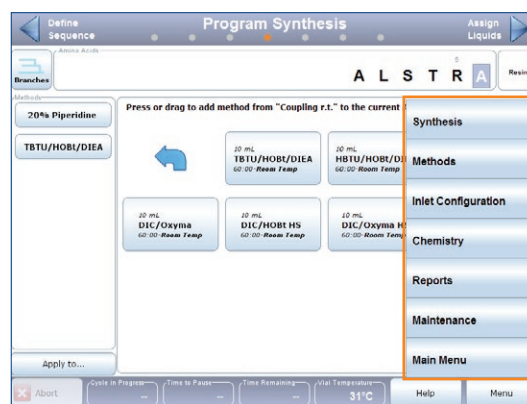 Define
Sequence
Program Synthesis
Assign
Liquids
Amino Acids
Branches
5
A L S T R A
Resin
Methods
20% Piperidine
TBTU/HOBt/DIEA
Press or drag to add method from "Coupling r.t." to the current
10 mL
TBTU/HOBt/DIEA
60:00-Room Temp
10 mL
HBTU/HOBt/DI
60:00-Room Temp
10 mL
DIC/Oxyma
60:00-Room Temp
10 mL
DIC/HOBt HS
60:00-Room Temp
10 mL
DIC/Oxyma H
60:00-Room Temp
Synthesis
Methods
Inlet Configuration
Chemistry
Reports
Maintenance
Main Menu
Apply to...
Abort
Cycle in Progress
--
Time to Pause
--
Time Remaining
--
Vial Temperature
31°C
Help
Menu